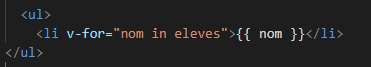 <ul>
<li v-for="nom in eleves">{{ nom }}</li>
</ul>